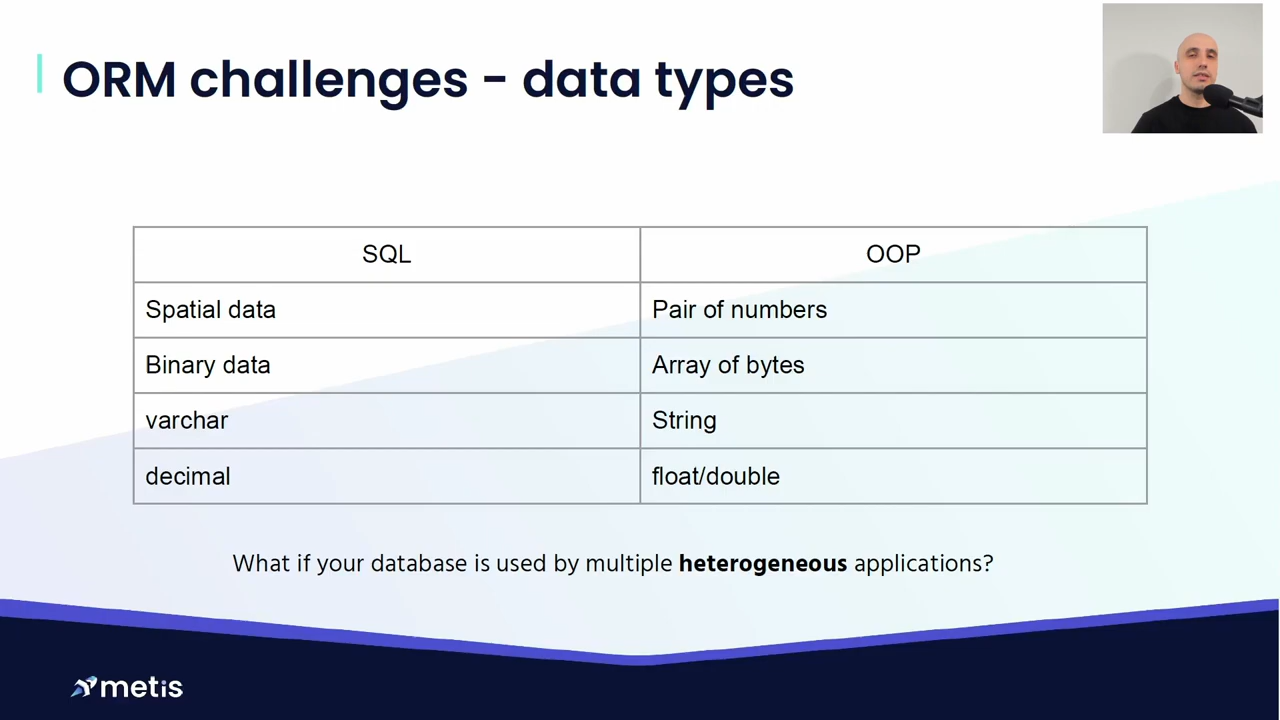 ORM challenges - data types
SQL OOP
Spatial data Pair of numbers
Binary data Array of bytes
varchar String
decimal float/double
What if your database is used by multiple heterogeneous applications?
metis